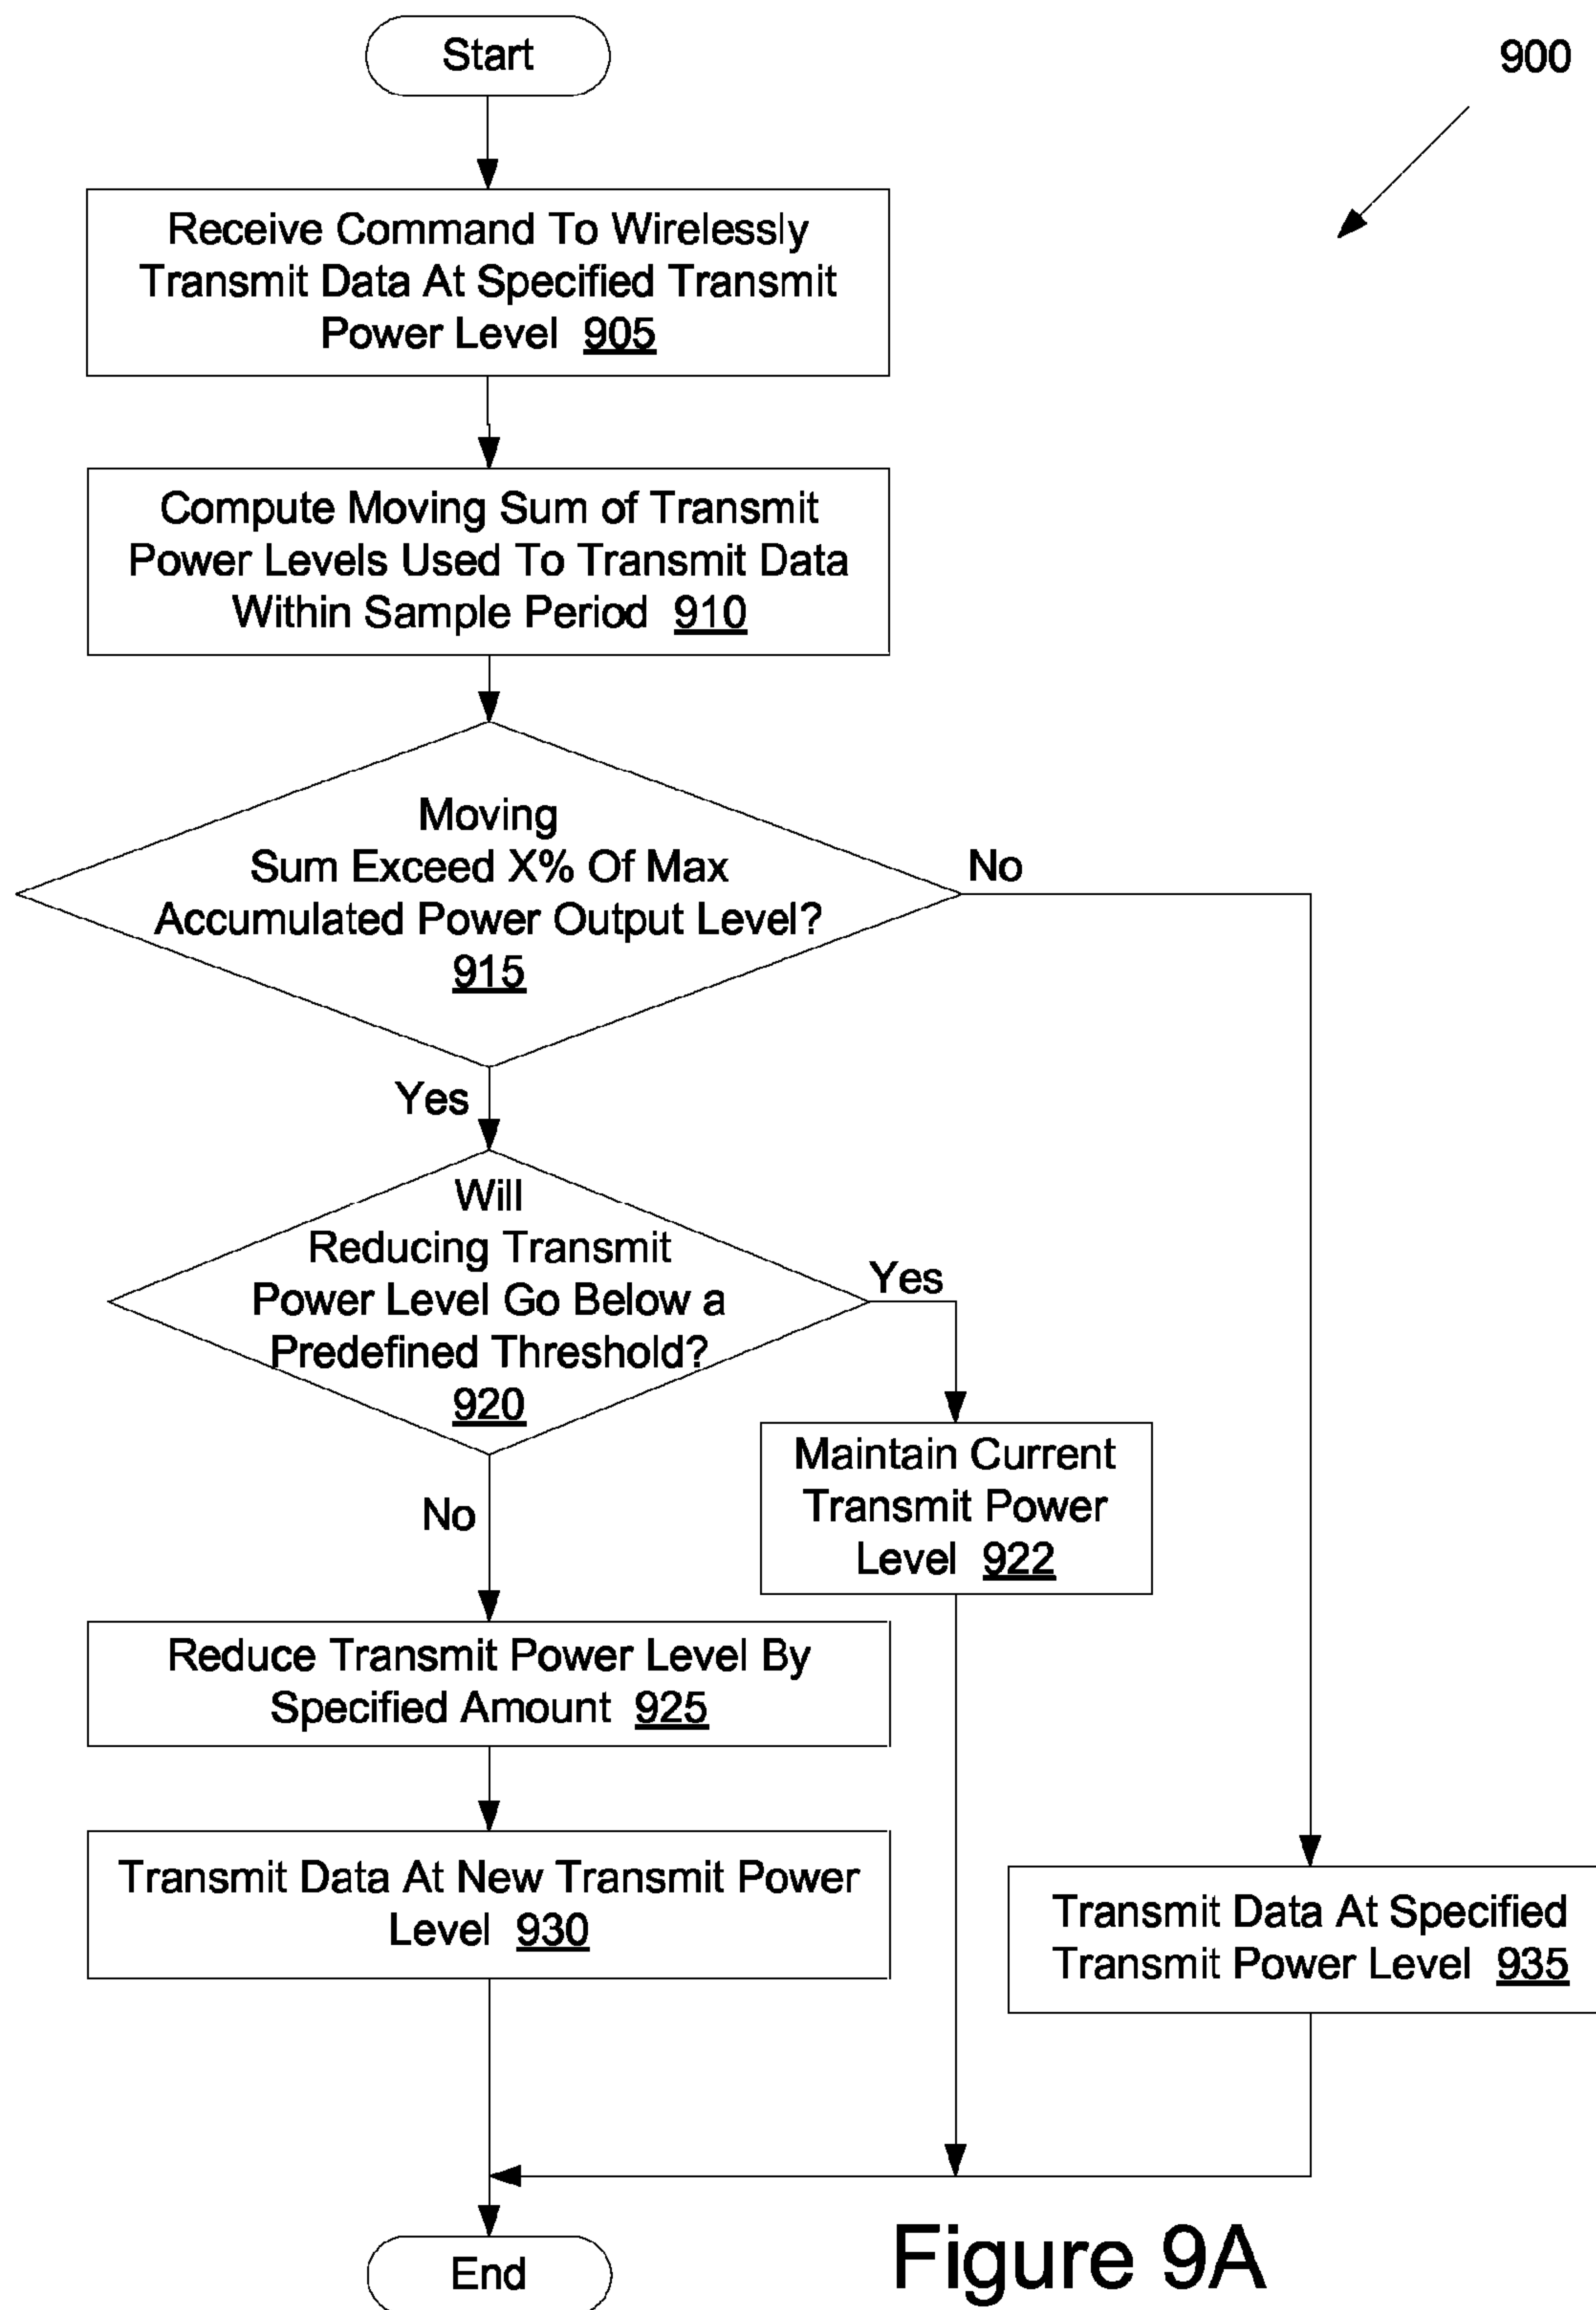 Start
900
Receive Command To Wirelessly
Transmit Data At Specified Transmit
Power Level 905
Compute Moving Sum of Transmit
Power Levels Used To Transmit Data
Within Sample Period 910
Moving
Sum Exceed X% Of Max
Accumulated Power Output Level?
915
No
Yes
Will
Reducing Transmit
Power Level Go Below a
Predefined Threshold?
920
Yes
No
Maintain Current
Transmit Power
Level 922
Reduce Transmit Power Level By
Specified Amount 925
Transmit Data At New Transmit Power
Level 930
Transmit Data At Specified
Transmit Power Level 935
End
Figure 9A